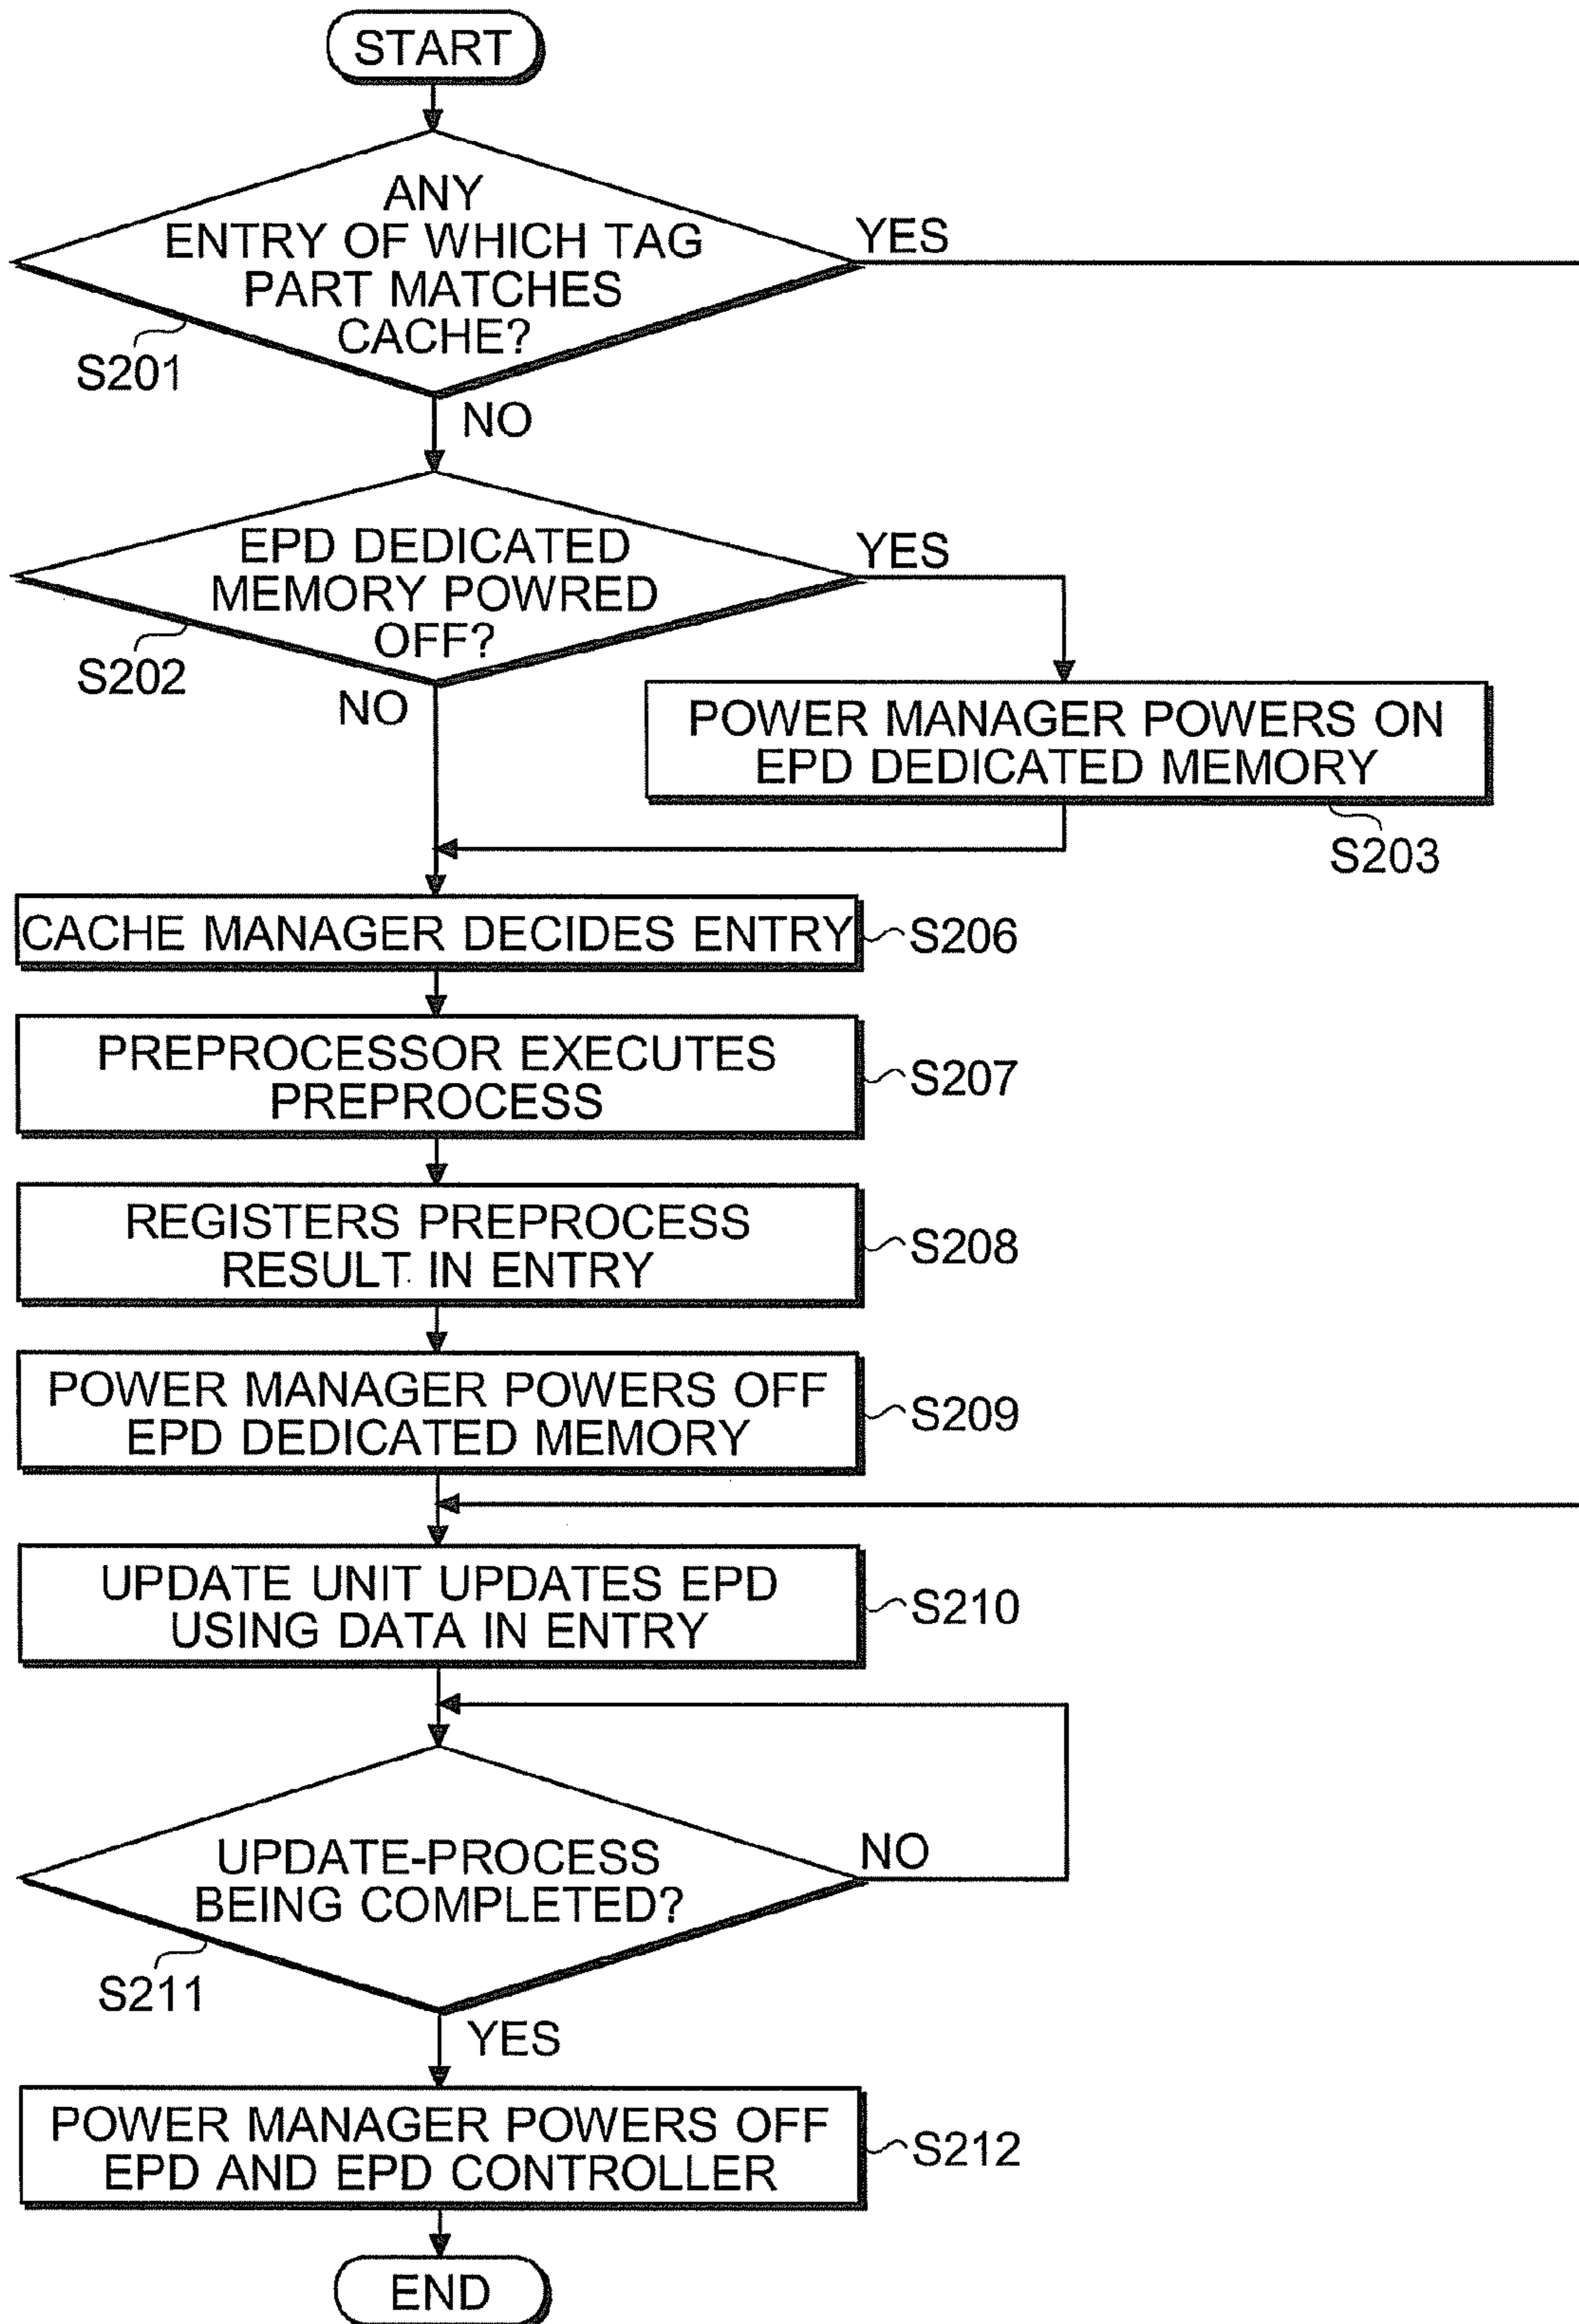 START
ANY
ENTRY OF WHICH TAG
PART MATCHES
CACHE?
YES
S201
NO
EPD DEDICATED
MEMORY POWRED
OFF?
YES
S202
NO
POWER MANAGER POWERS ON
EPD DEDICATED MEMORY
S203
CACHE MANAGER DECIDES ENTRY
S206
PREPROCESSOR EXECUTES
PREPROCESS
S207
REGISTERS PREPROCESS
RESULT IN ENTRY
S208
POWER MANAGER POWERS OFF
EPD DEDICATED MEMORY
S209
UPDATE UNIT UPDATES EPD
USING DATA IN ENTRY
S210
UPDATE-PROCESS
BEING COMPLETED?
NO
S211
YES
POWER MANAGER POWERS OFF
EPD AND EPD CONTROLLER
S212
END